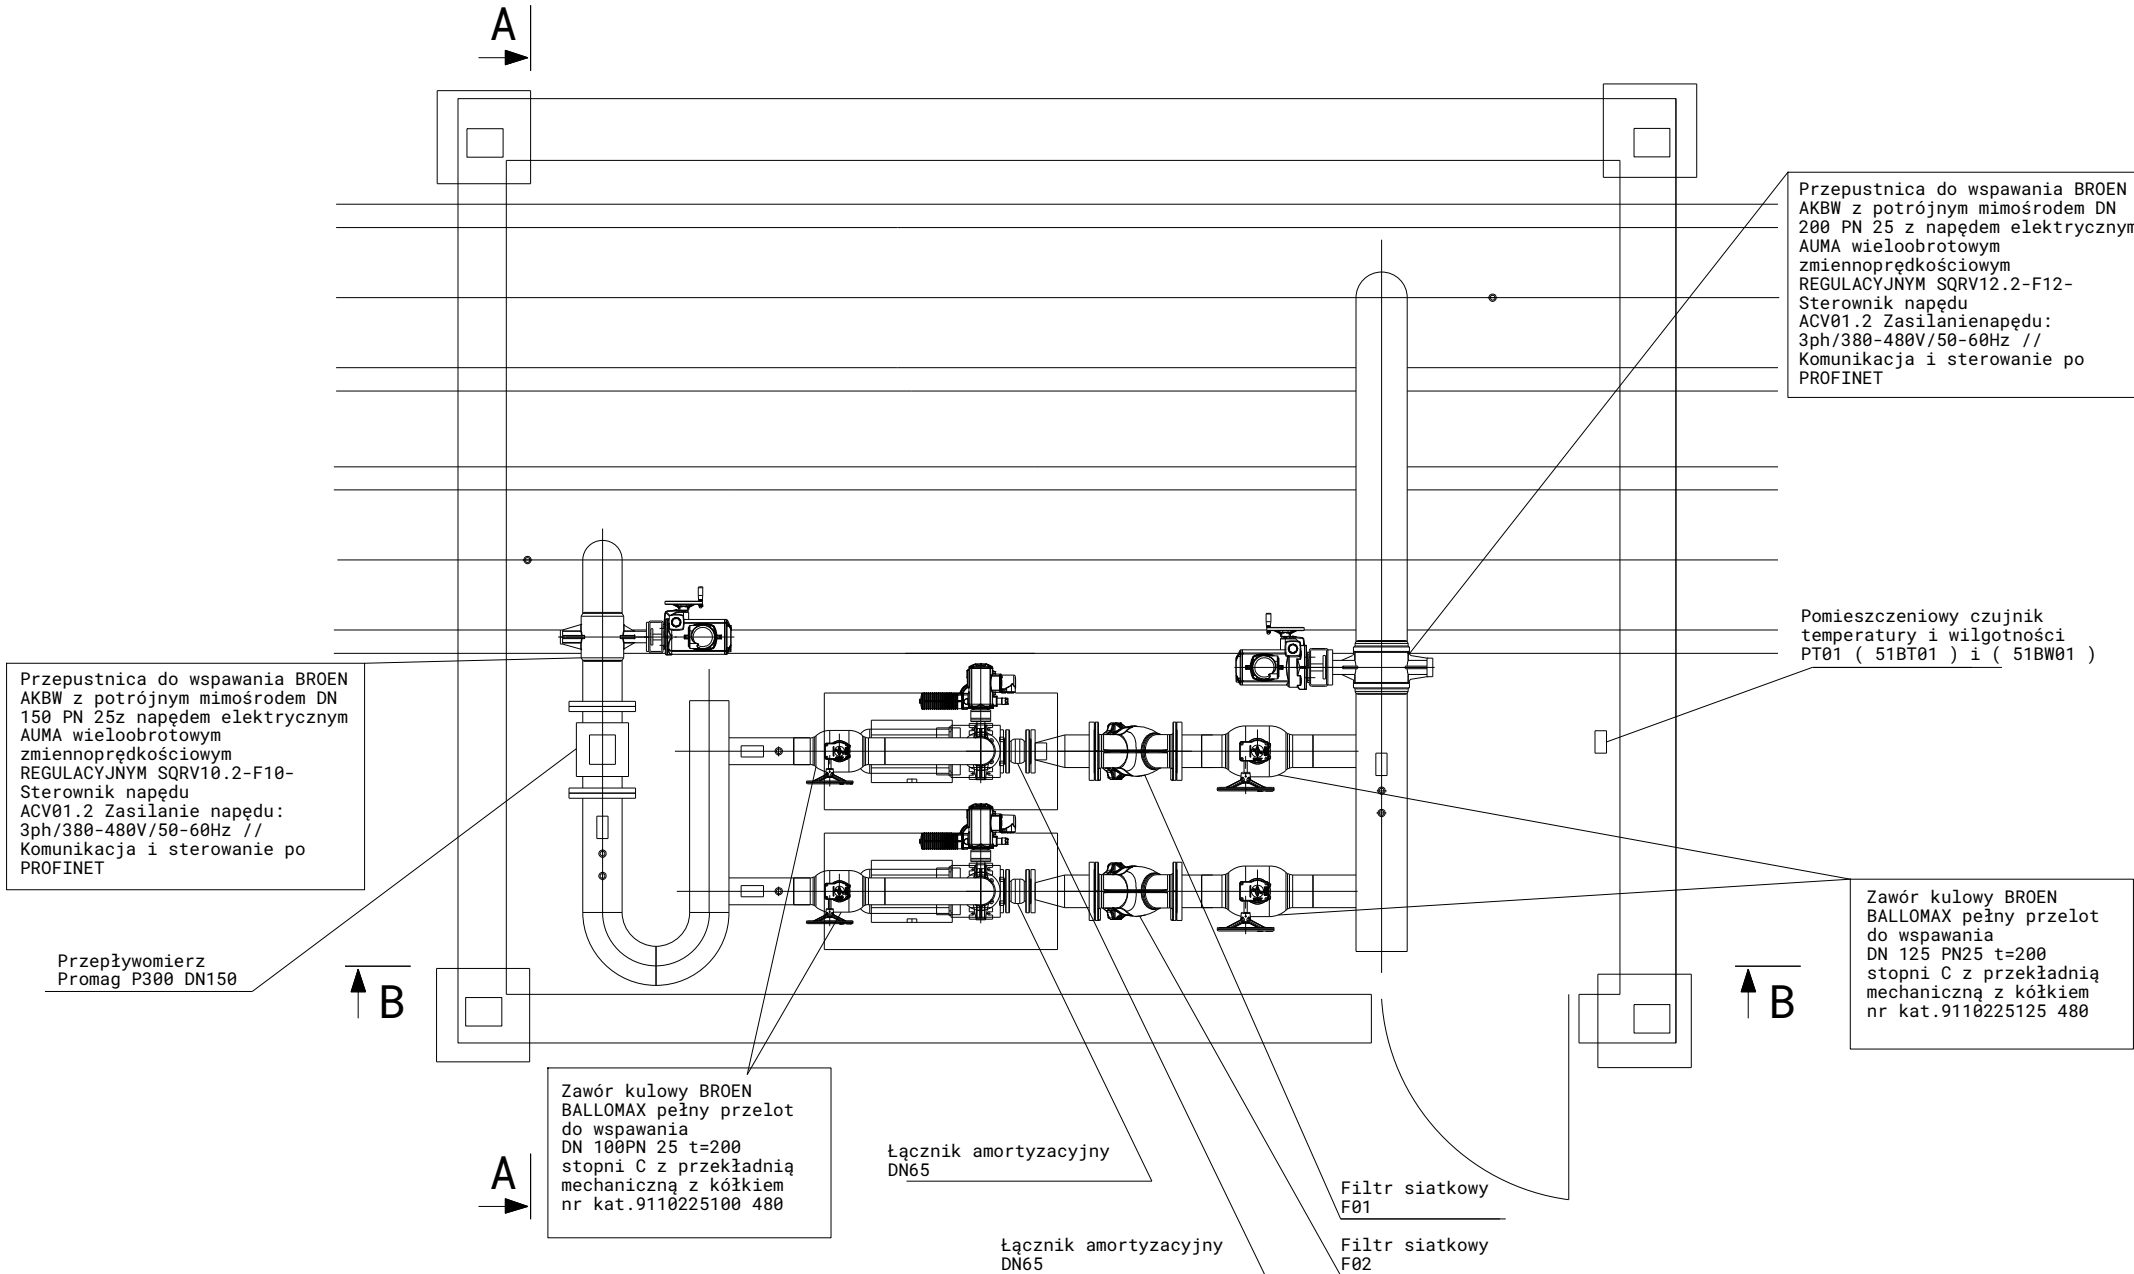 A
Przepustnica do wspawania BROEN
AKBW z potrójnym mimośrodem DN
200 PN 25 z napędem elektrycznym
AUMA wieloobrotowym
zmiennoprędkościowym
REGULACYJNYM SQRV12.2-F12-
Sterownik napędu
ACV01.2 Zasilanienapędu:
3ph/380-480V/50-60Hz //
Komunikacja i sterowanie po
PROFINET
Pomieszczeniowy czujnik
temperatury i wilgotności
PT01 ( 51BT01 ) i ( 51BW01 )
Przepustnica do wspawania BROEN
AKBW z potrójnym mimośrodem DN
150 PN 25z napędem elektrycznym
AUMA wieloobrotowym
zmiennoprędkościowym
REGULACYJNYM SQRV10.2-F10-
Sterownik napędu
ACV01.2 Zasilanie napędu:
3ph/380-480V/50-60Hz //
Komunikacja i sterowanie po
PROFINET
Przepływomierz
Promag P300 DN150
B
B
Zawór kulowy BROEN
BALLOMAX pełny przelot
do wspawania
DN 125 PN25 t=200
stopni C z przekładnią
mechaniczną z kółkiem
nr kat.9110225125 480
Zawór kulowy BROEN
BALLOMAX pełny przelot
do wspawania
DN 100PN 25 t=200
stopni C z przekładnią
mechaniczną z kółkiem
nr kat.9110225100 480
A
Łącznik amortyzacyjny
DN65
Filtr siatkowy
F01
Łącznik amortyzacyjny
DN65
Filtr siatkowy
F02